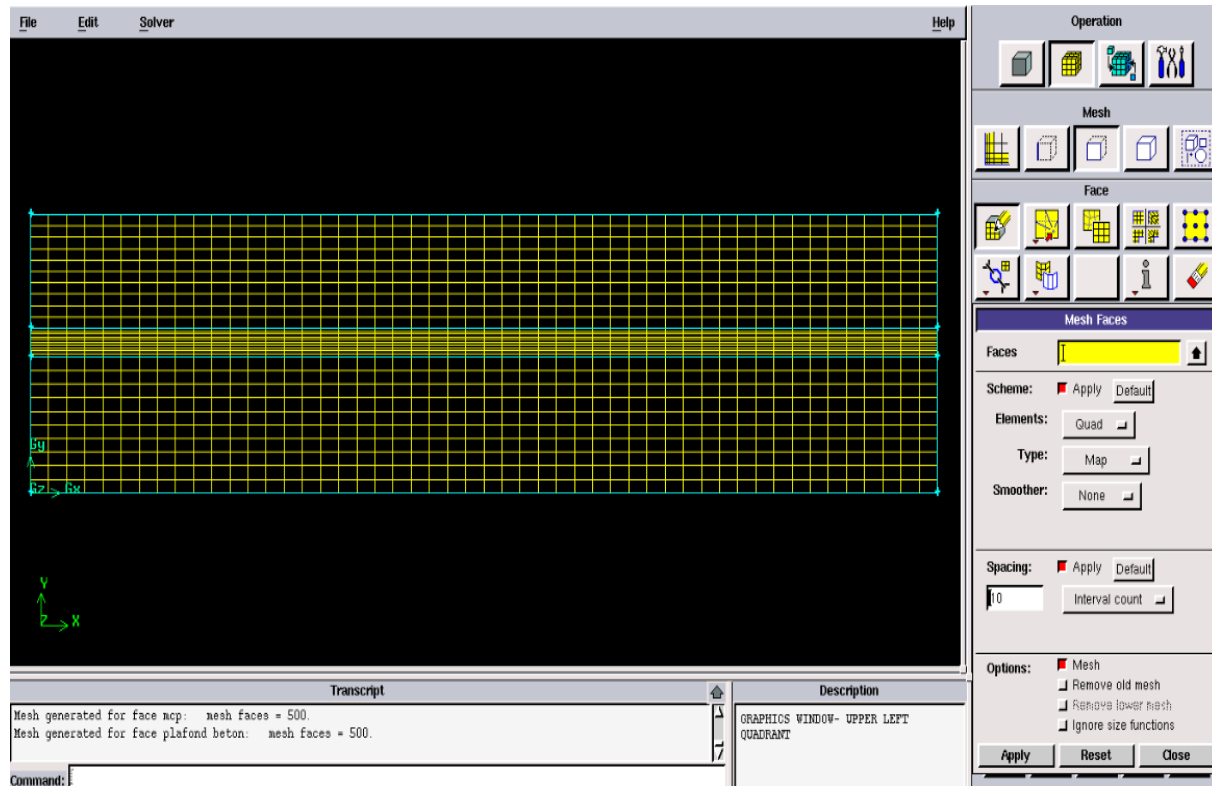 File Edit Solver Help
Operation
Mesh
Face
Gy
Gz Gx
Y
Z X
Mesh Faces
Faces
Scheme: Apply Default
Elements: Quad
Type: Map
Smoother: None
Spacing: Apply Default
10 Interval count
Options: Mesh
Remove old mesh
Remove lower mesh
Ignore size functions
Apply Reset Close
Transcript
Mesh generated for face mcp: mesh faces = 500.
Mesh generated for face plafond beton: mesh faces = 500.
Command:
Description
GRAPHICS WINDOW- UPPER LEFT
QUADRANT